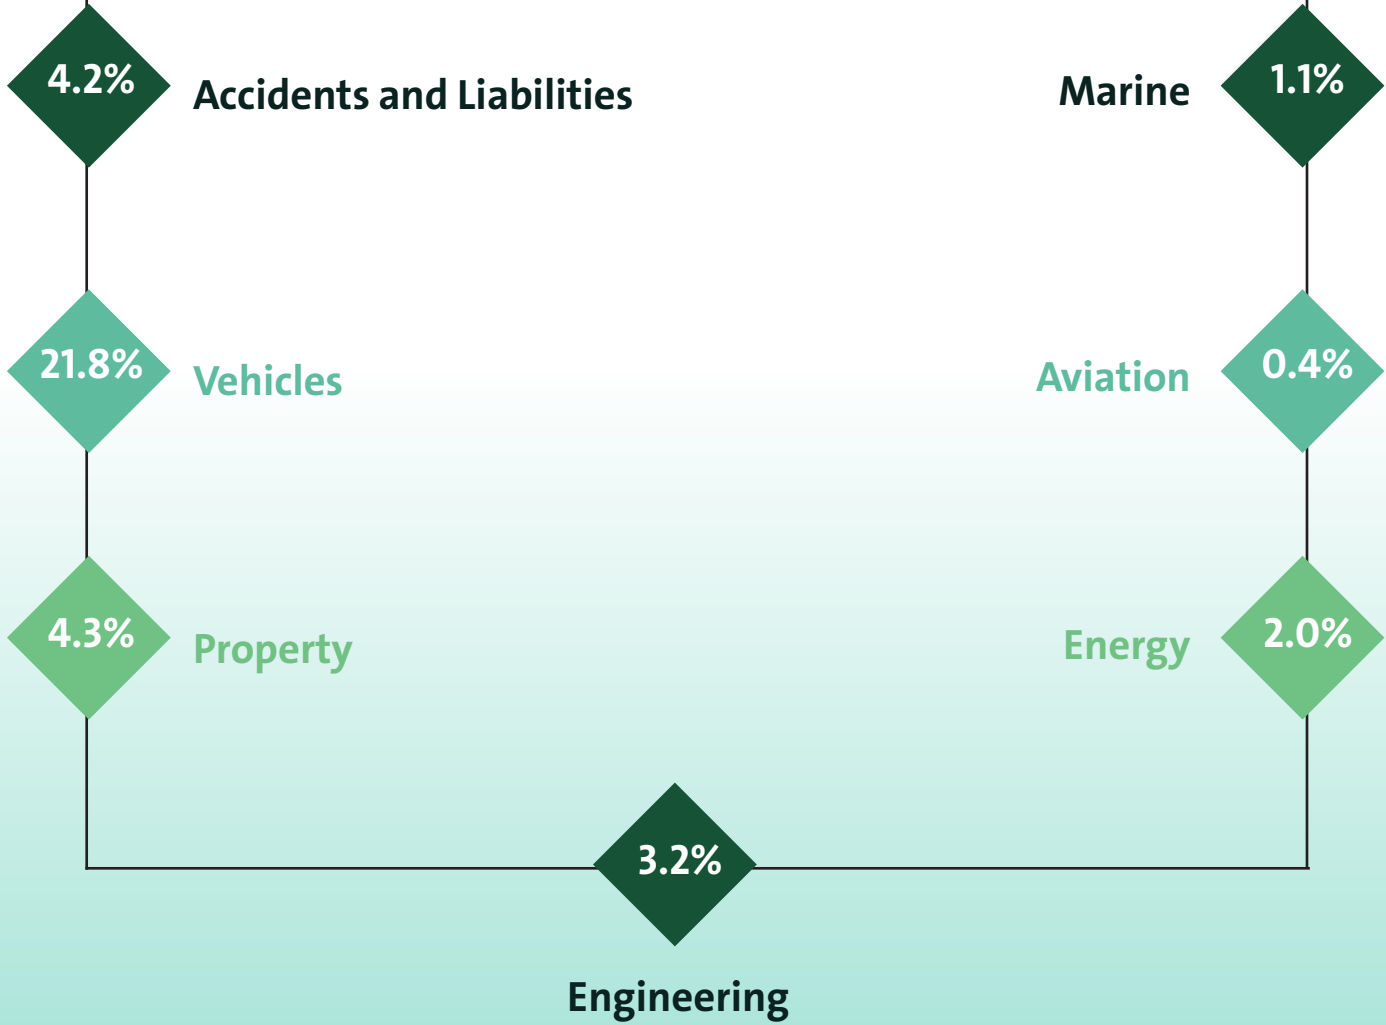 4.2%
Accidents and Liabilities
Marine
1.1%
21.8%
Vehicles
Aviation
0.4%
4.3%
Property
Energy
2.0%
3.2%
Engineering